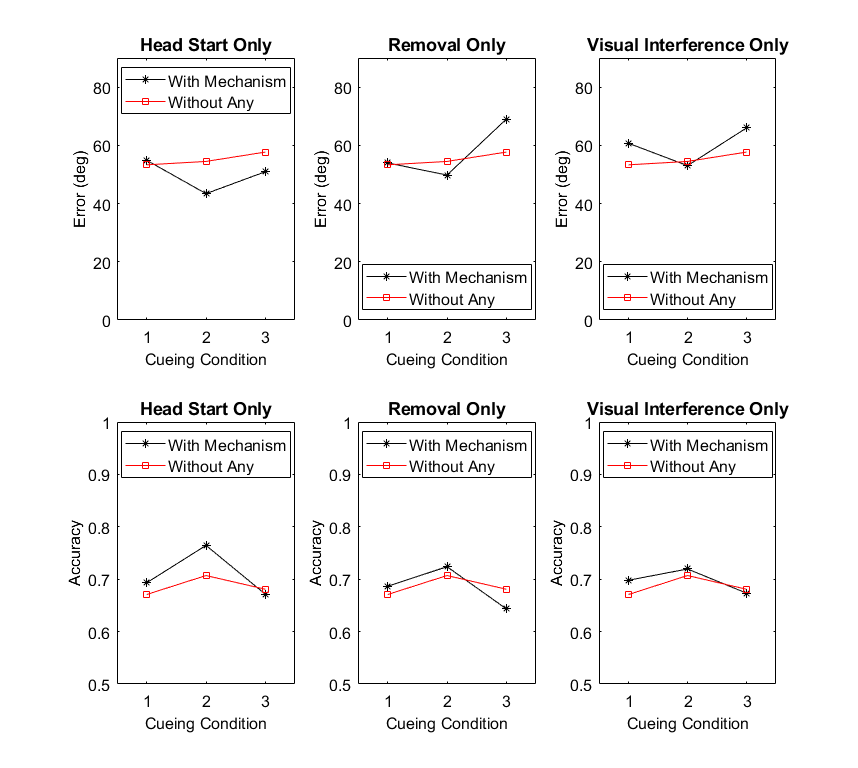 Head Start Only
With Mechanism
Without Any
80
60
40
20
0
Error (deg)
1 2 3
Cueing Condition
Removal Only
80
60
40
20
0
Error (deg)
With Mechanism
Without Any
1 2 3
Cueing Condition
Visual Interference Only
80
60
40
20
0
Error (deg)
With Mechanism
Without Any
1 2 3
Cueing Condition
Head Start Only
1
With Mechanism
Without Any
0.9
0.8
0.7
0.6
0.5
Accuracy
1 2 3
Cueing Condition
Removal Only
1
With Mechanism
Without Any
0.9
0.8
0.7
0.6
0.5
Accuracy
1 2 3
Cueing Condition
Visual Interference Only
1
With Mechanism
Without Any
0.9
0.8
0.7
0.6
0.5
Accuracy
1 2 3
Cueing Condition